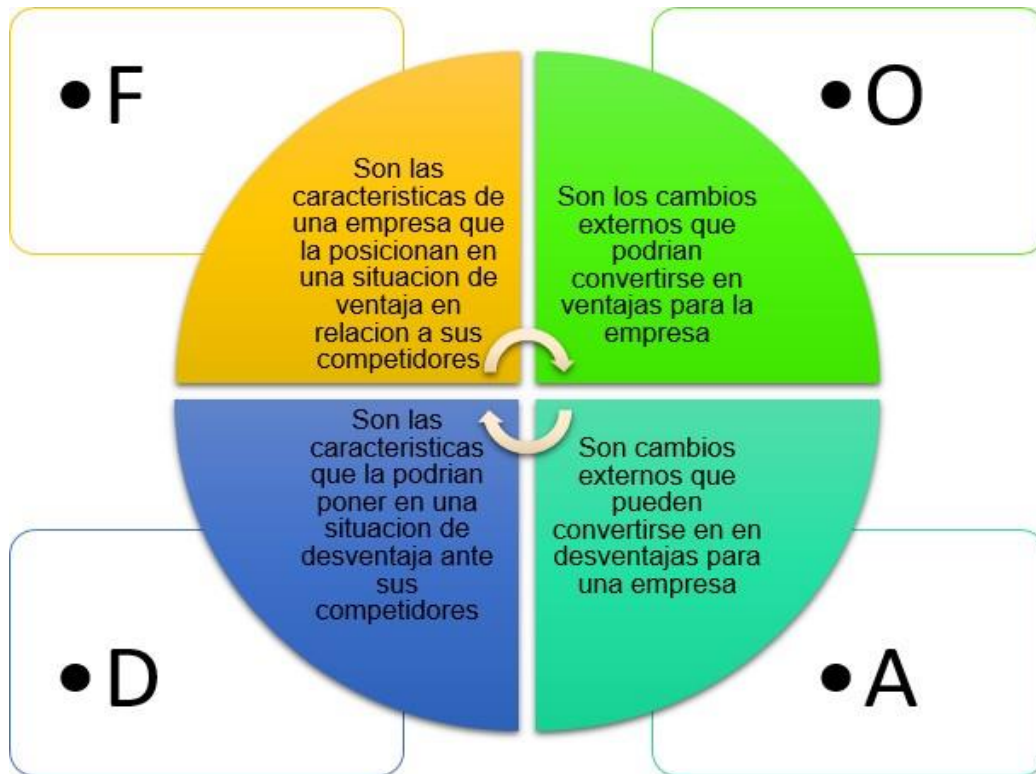 •F
Son las
caracteristicas de
una empresa que
la posicionan en
una situacion de
ventaja en
relacion a sus
competidores
•O
Son los cambios
externos que
podrian
convertirse en
ventajas para la
empresa
•D
Son las
caracteristicas
que la podrian
poner en una
situacion de
desventaja ante
sus
competidores
•A
Son cambios
externos que
pueden
convertirse en en
desventajas para
una empresa